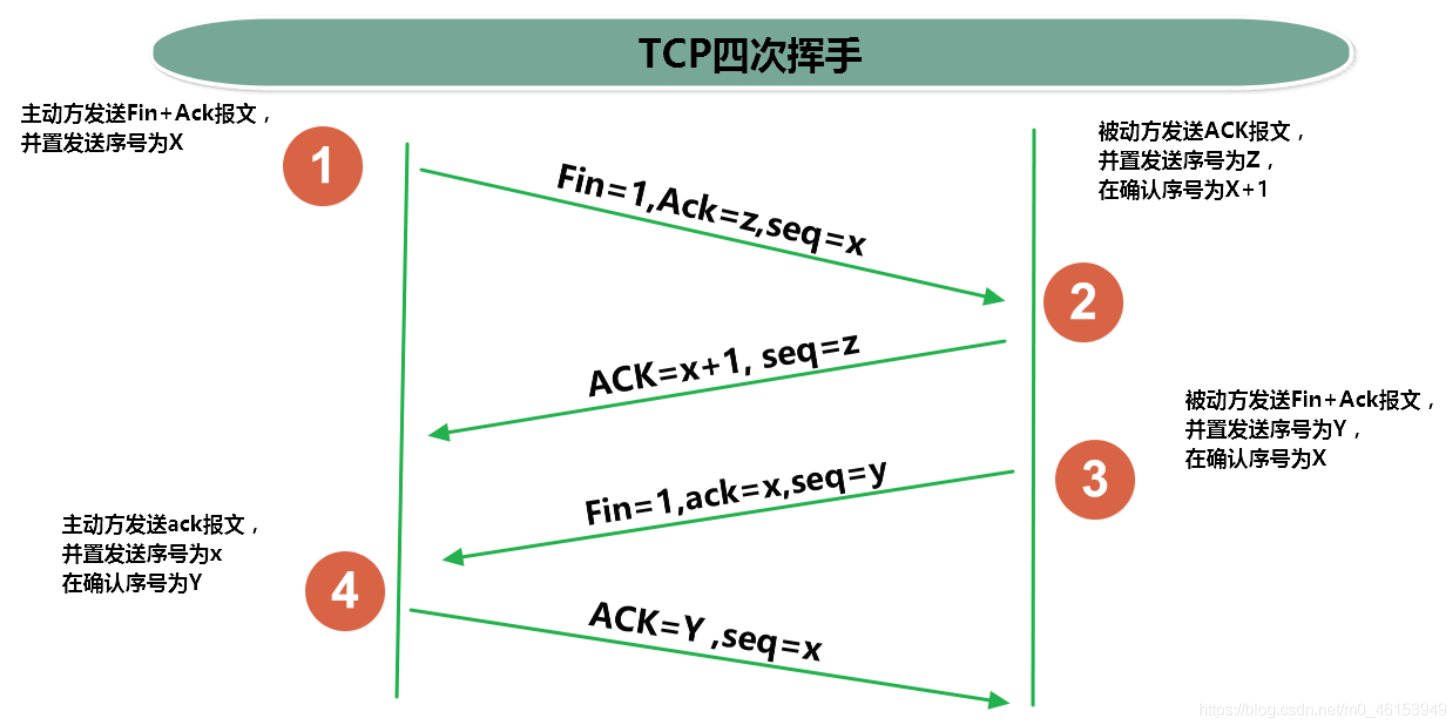 TCP四次挥手
主动方发送Fin+Ack报文，
并置发送序号为X
1
被动方发送ACK报文，
并置发送序号为Z，
在确认序号为X+1
Fin=1,Ack=z,seq=x
2
ACK=x+1, seq=z
被动方发送Fin+Ack报文，
并置发送序号为Y，
在确认序号为X
3
Fin=1,ack=x,seq=y
主动方发送ack报文，
并置发送序号为x
在确认序号为Y
4
ACK=Y ,seq=x
https://blog.csdn.net/m0_46153949